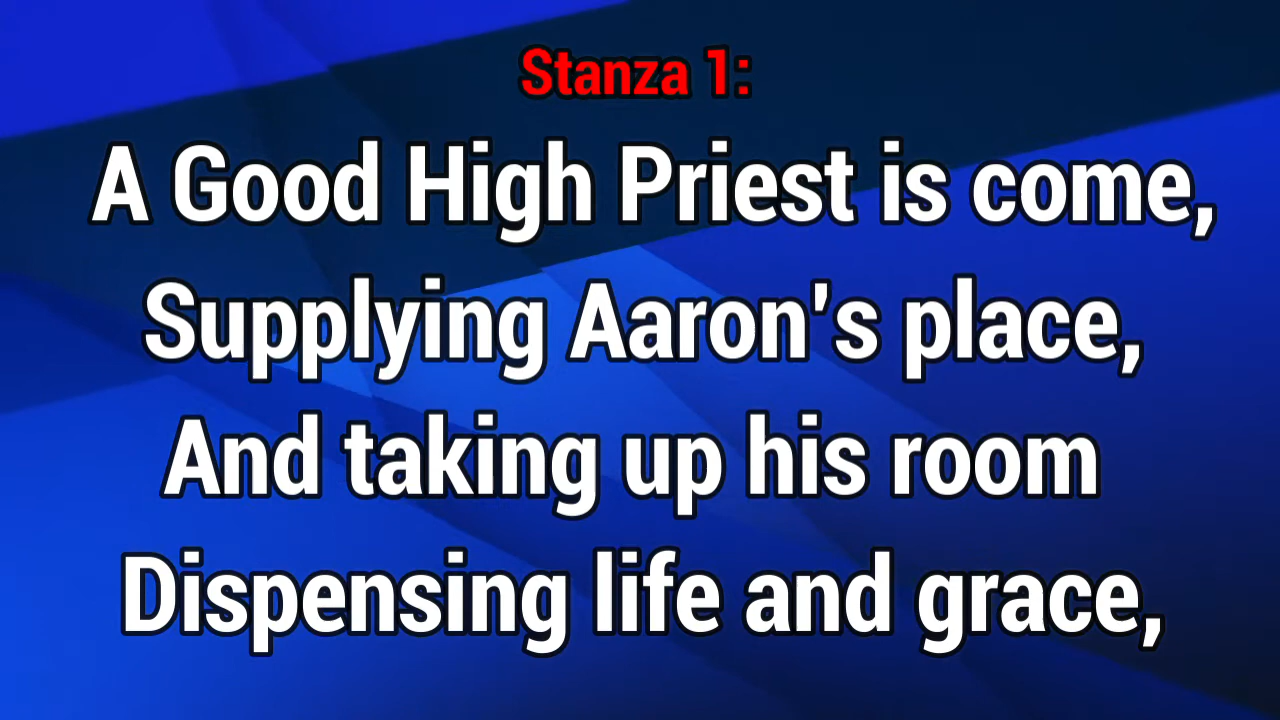 Stanza 1:
A Good High Priest is come,
Supplying Aaron's place,
And taking up his room
Dispensing life and grace,